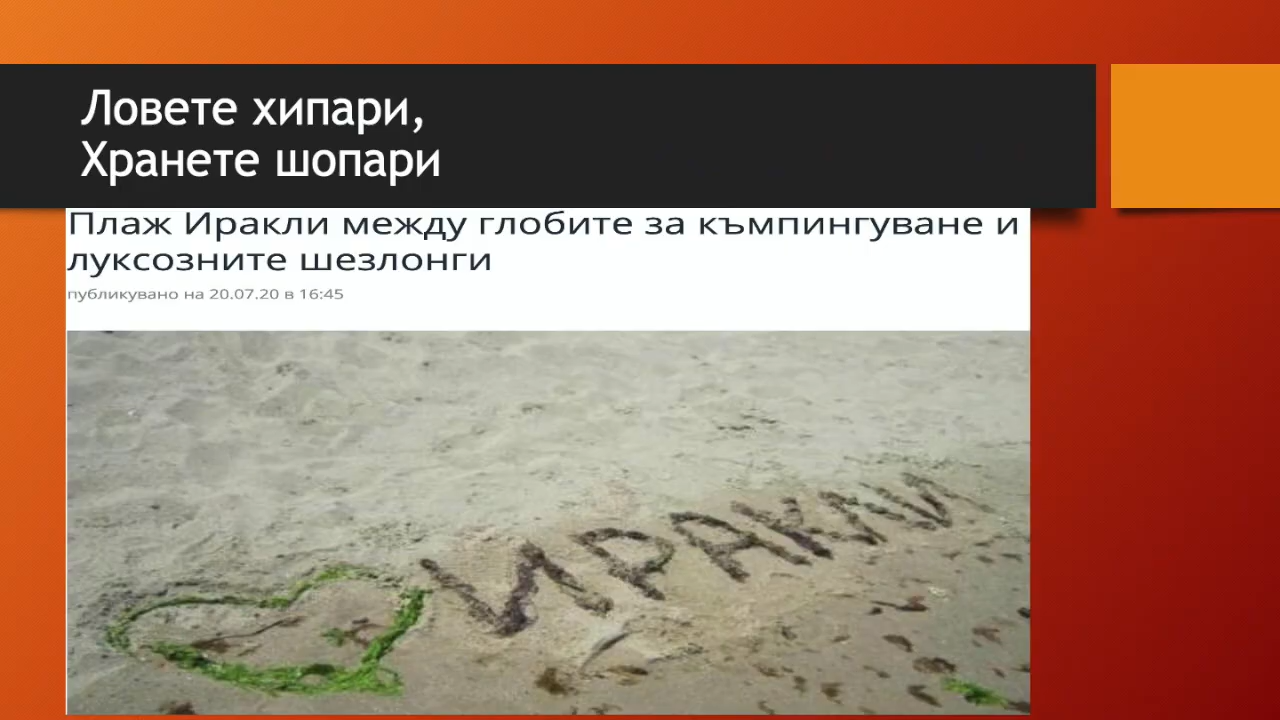 Ловете хипари,
Хранете шопари
Плаж Иракли между глобите за къмпингуване и
луксозните шезлонги
публикувано на 20.07.20 в 16:45
ИРАКЛИ